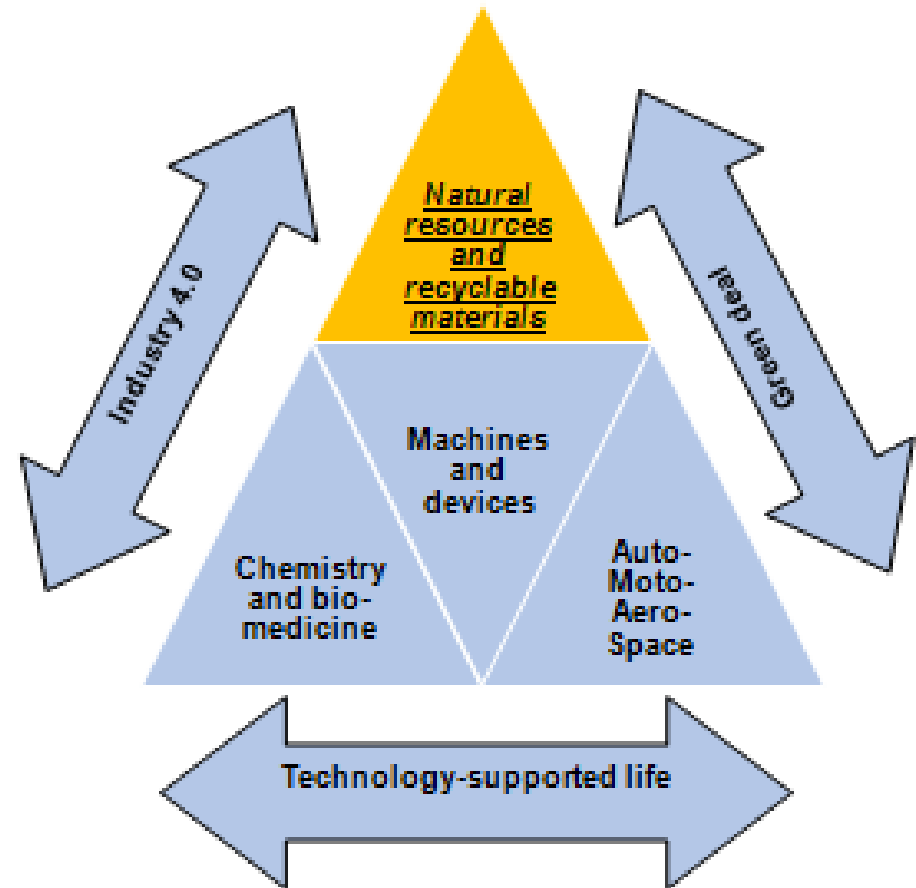 Natural
resources
and
recyclable
materials
Industry 4.0
Green deal
Machines
and
devices
Chemistry
and bio-
medicine
Auto-
Moto-
Aero-
Space
Technology-supported life